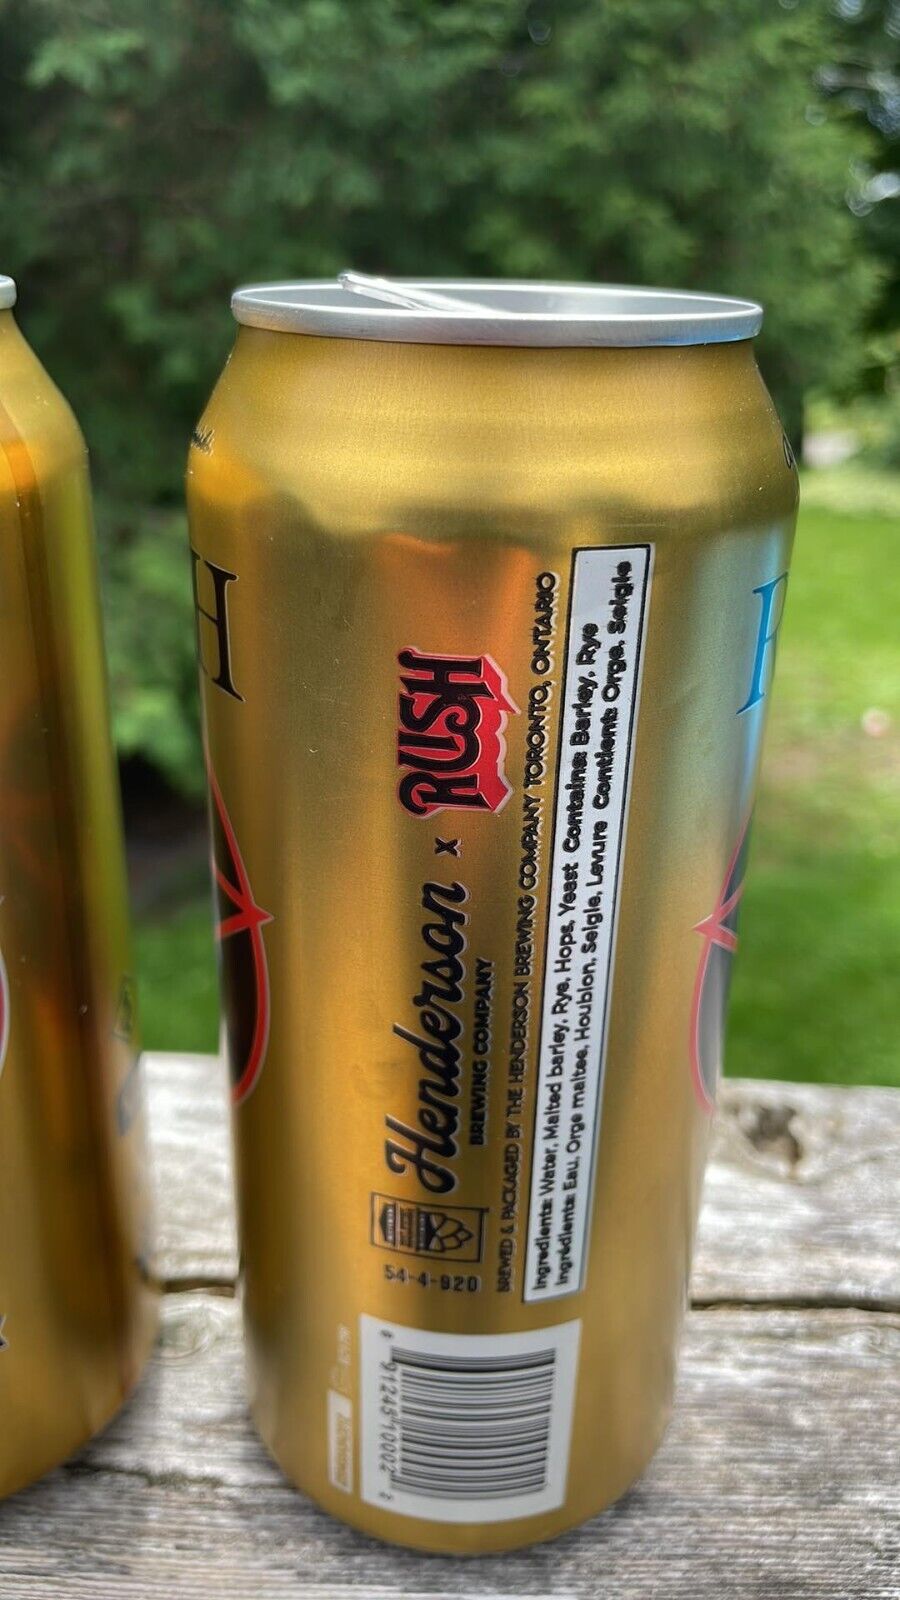 H
R
Henderson x RUSH
BREWING COMPANY
54-4-920
BREWED & PACKAGED BY THE HENDERSON BREWING COMPANY TORONTO, ONTARIO
Ingredients: Water, Malted barley, Rye, Hops, Yeast Contains: Barley, Rye
Ingrédients: Eau, Orge maltée, Houblon, Seigle, Levure Contient: Orge, Seigle